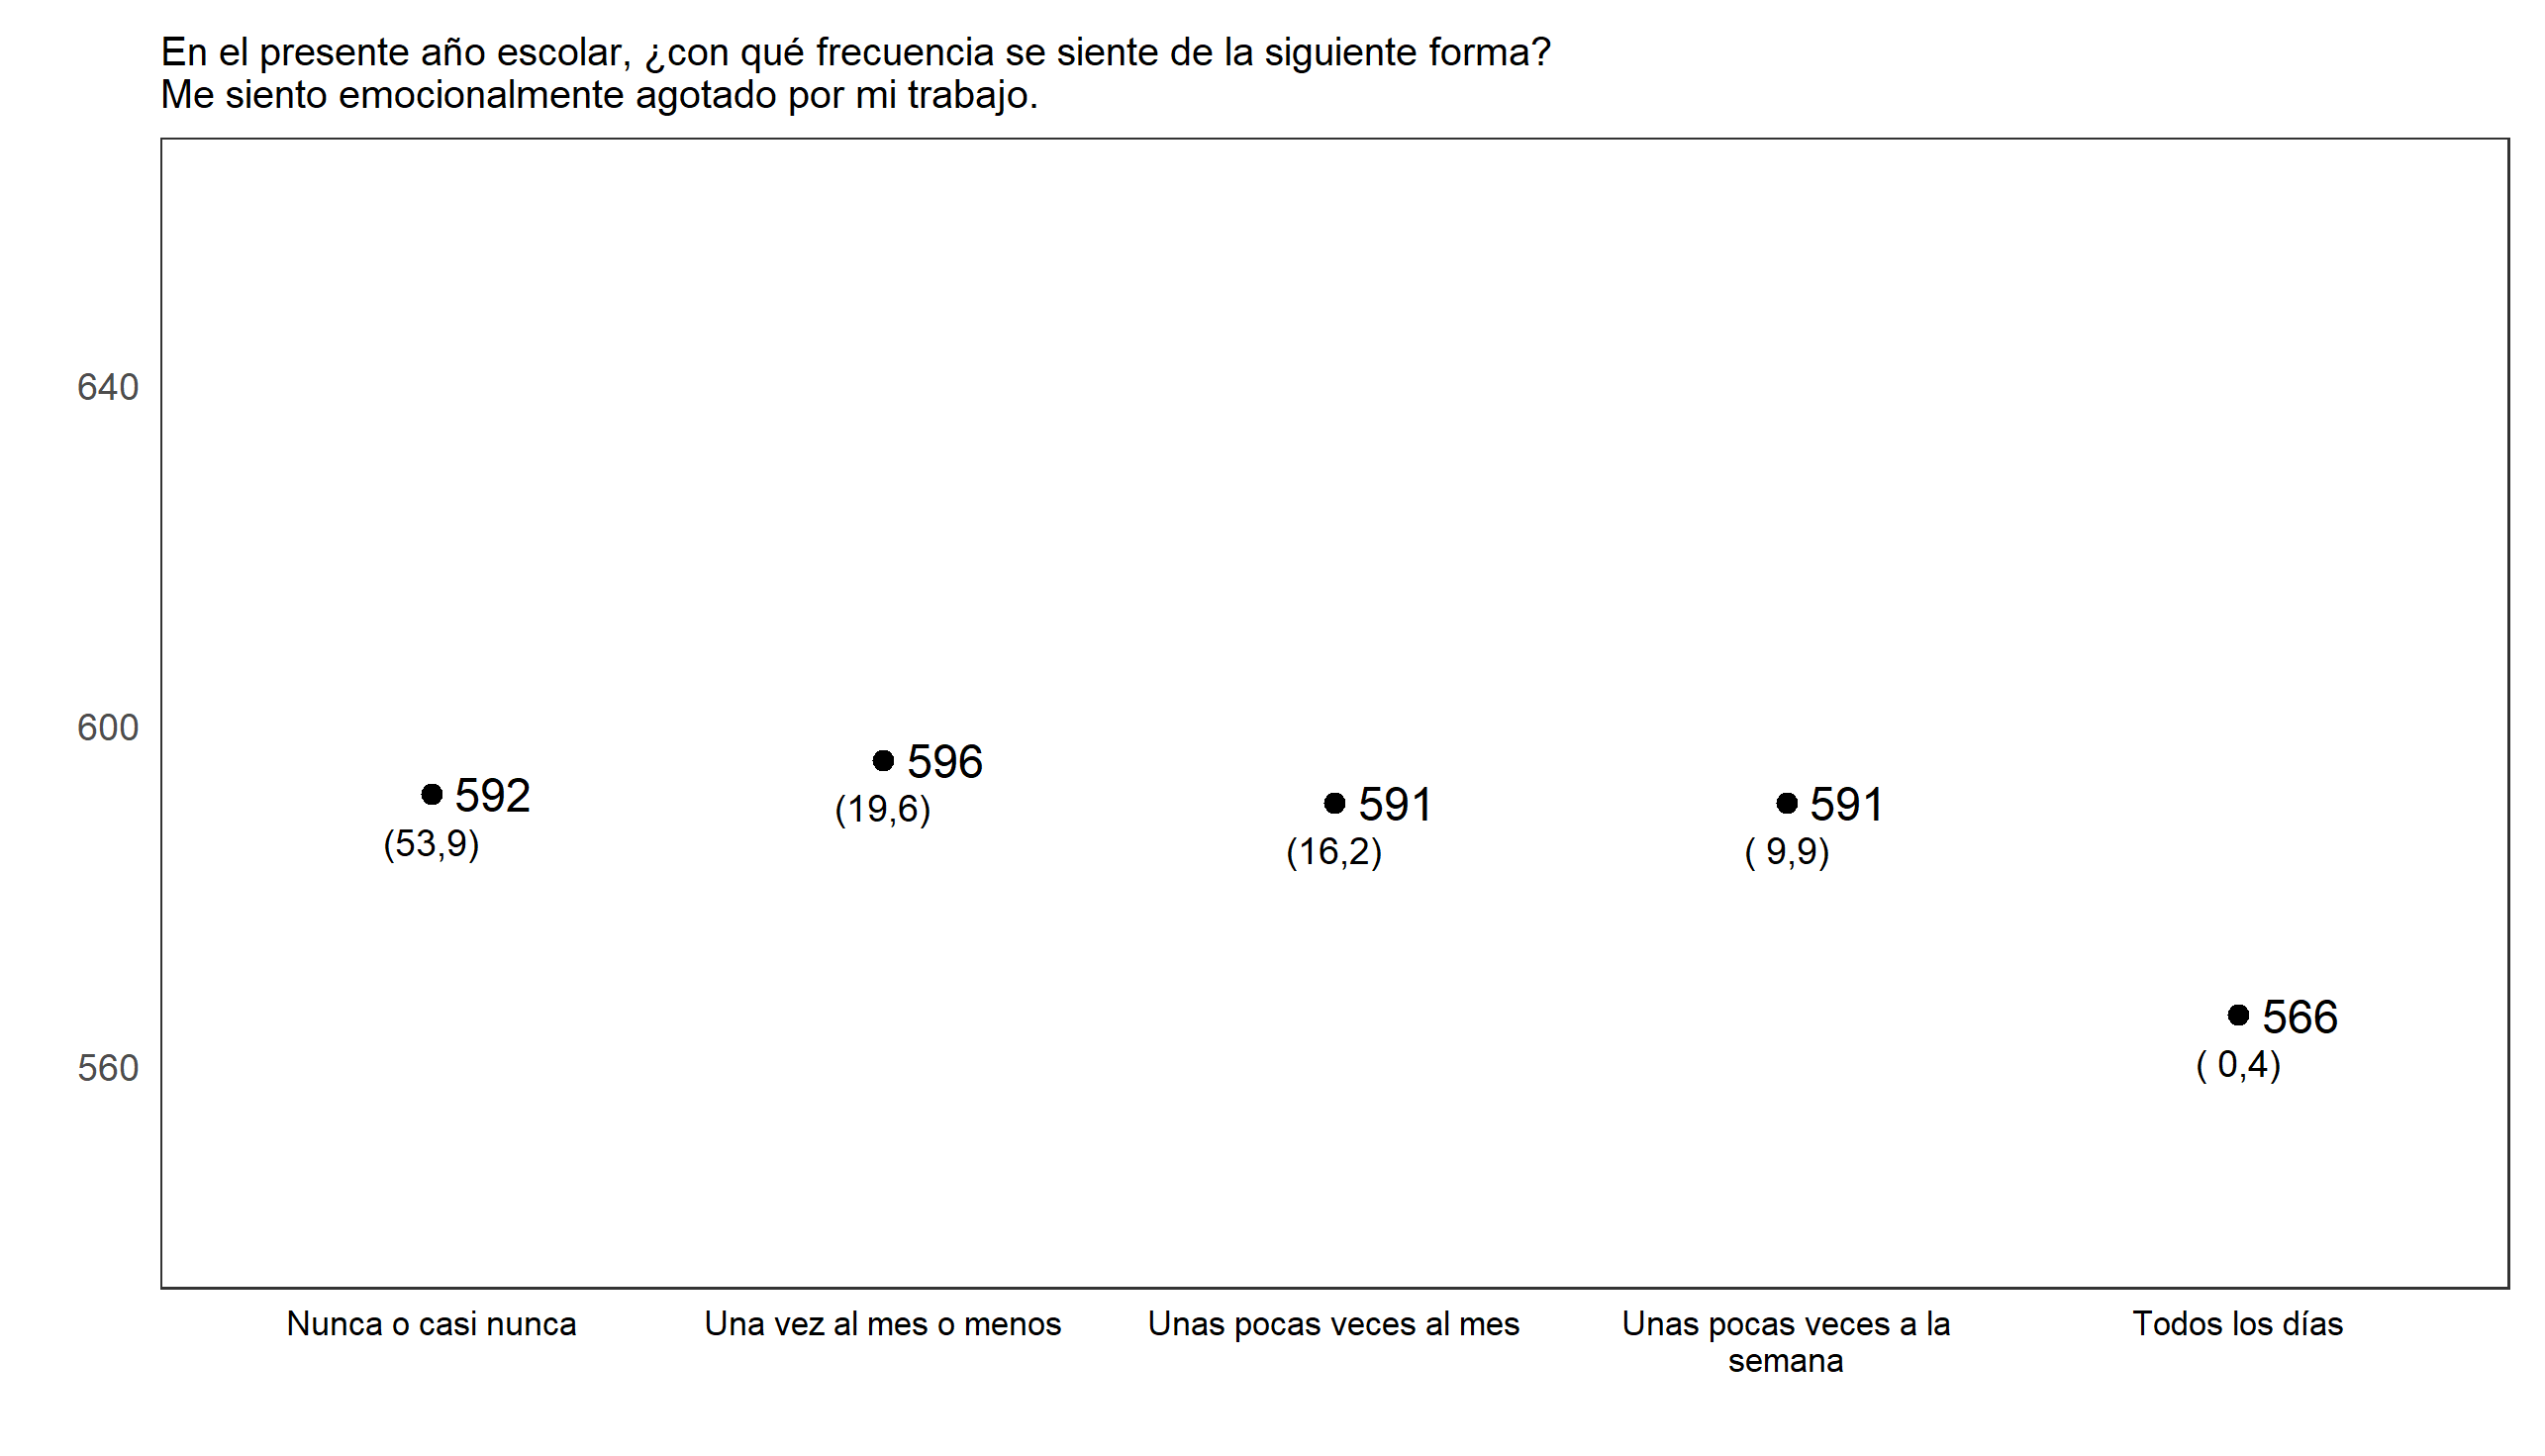 En el presente año escolar, ¿con qué frecuencia se siente de la siguiente forma?
Me siento emocionalmente agotado por mi trabajo.
640
600
560
592
(53,9)
596
(19,6)
591
(16,2)
591
( 9,9)
566
( 0,4)
Nunca o casi nunca
Una vez al mes o menos
Unas pocas veces al mes
Unas pocas veces a la
semana
Todos los días